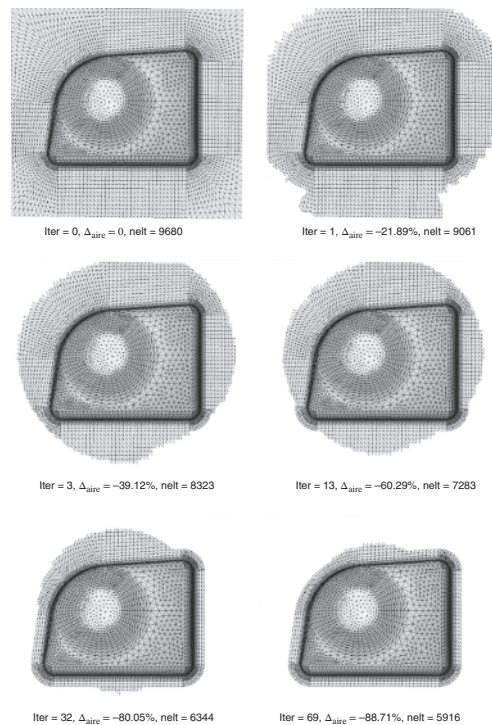 Iter = 0, Δaire = 0, nelt = 9680
Iter = 1, Δaire = –21.89%, nelt = 9061
Iter = 3, Δaire = –39.12%, nelt = 8323
Iter = 13, Δaire = –60.29%, nelt = 7283
Iter = 32, Δaire = –80.05%, nelt = 6344
Iter = 69, Δaire = –88.71%, nelt = 5916